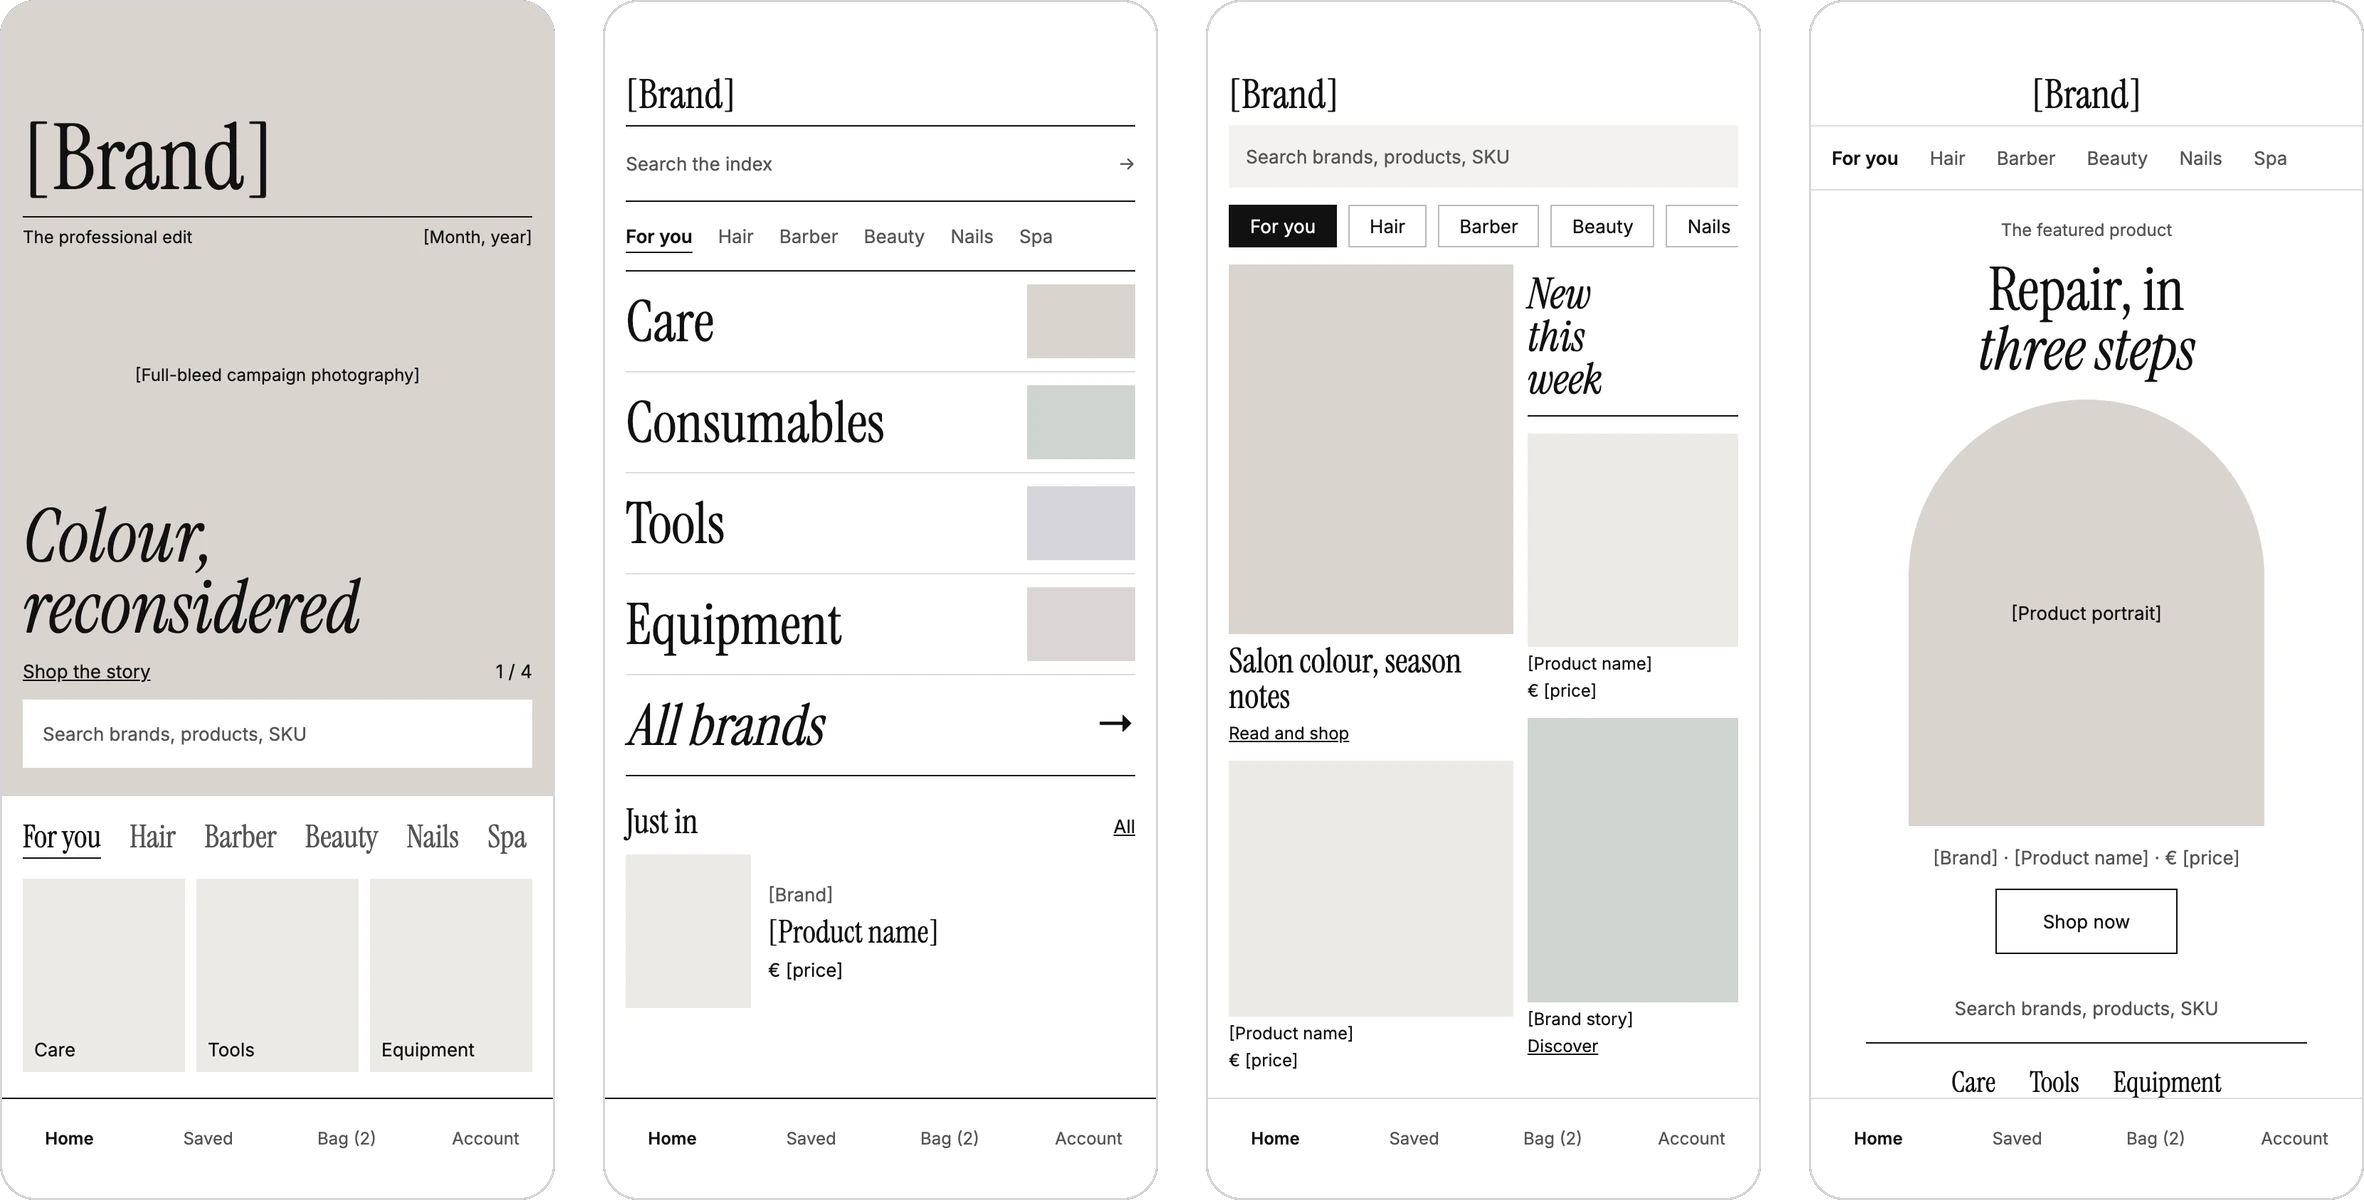 [Brand]
The professional edit [Month, year]
[Full-bleed campaign photography]
Colour,
reconsidered
Shop the story 1 / 4
Search brands, products, SKU
For you Hair Barber Beauty Nails Spa
Care Tools Equipment
Home Saved Bag (2) Account
[Brand]
Search the index →
For you Hair Barber Beauty Nails Spa
Care
Consumables
Tools
Equipment
All brands →
Just in All
[Brand]
[Product name]
€ [price]
Home Saved Bag (2) Account
[Brand]
Search brands, products, SKU
For you Hair Barber Beauty Nails
Salon colour, season
notes
Read and shop
[Product name]
€ [price]
New
this
week
[Product name]
€ [price]
[Brand story]
Discover
Home Saved Bag (2) Account
[Brand]
For you Hair Barber Beauty Nails Spa
The featured product
Repair, in
three steps
[Product portrait]
[Brand] · [Product name] · € [price]
Shop now
Search brands, products, SKU
Care Tools Equipment
Home Saved Bag (2) Account